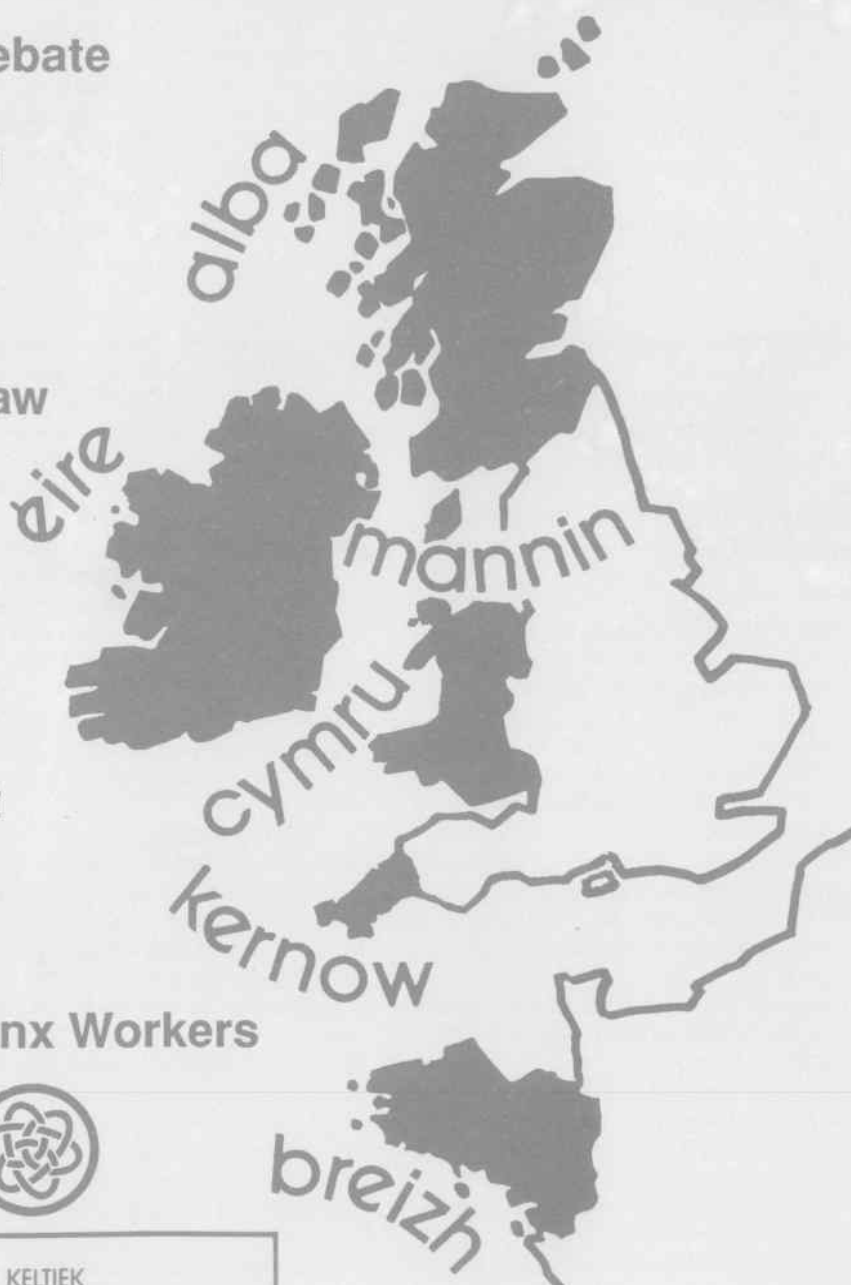 ebate
alba
aw
éire
mannin
cymru
kernow
nx Workers
breizh
KELTIEK